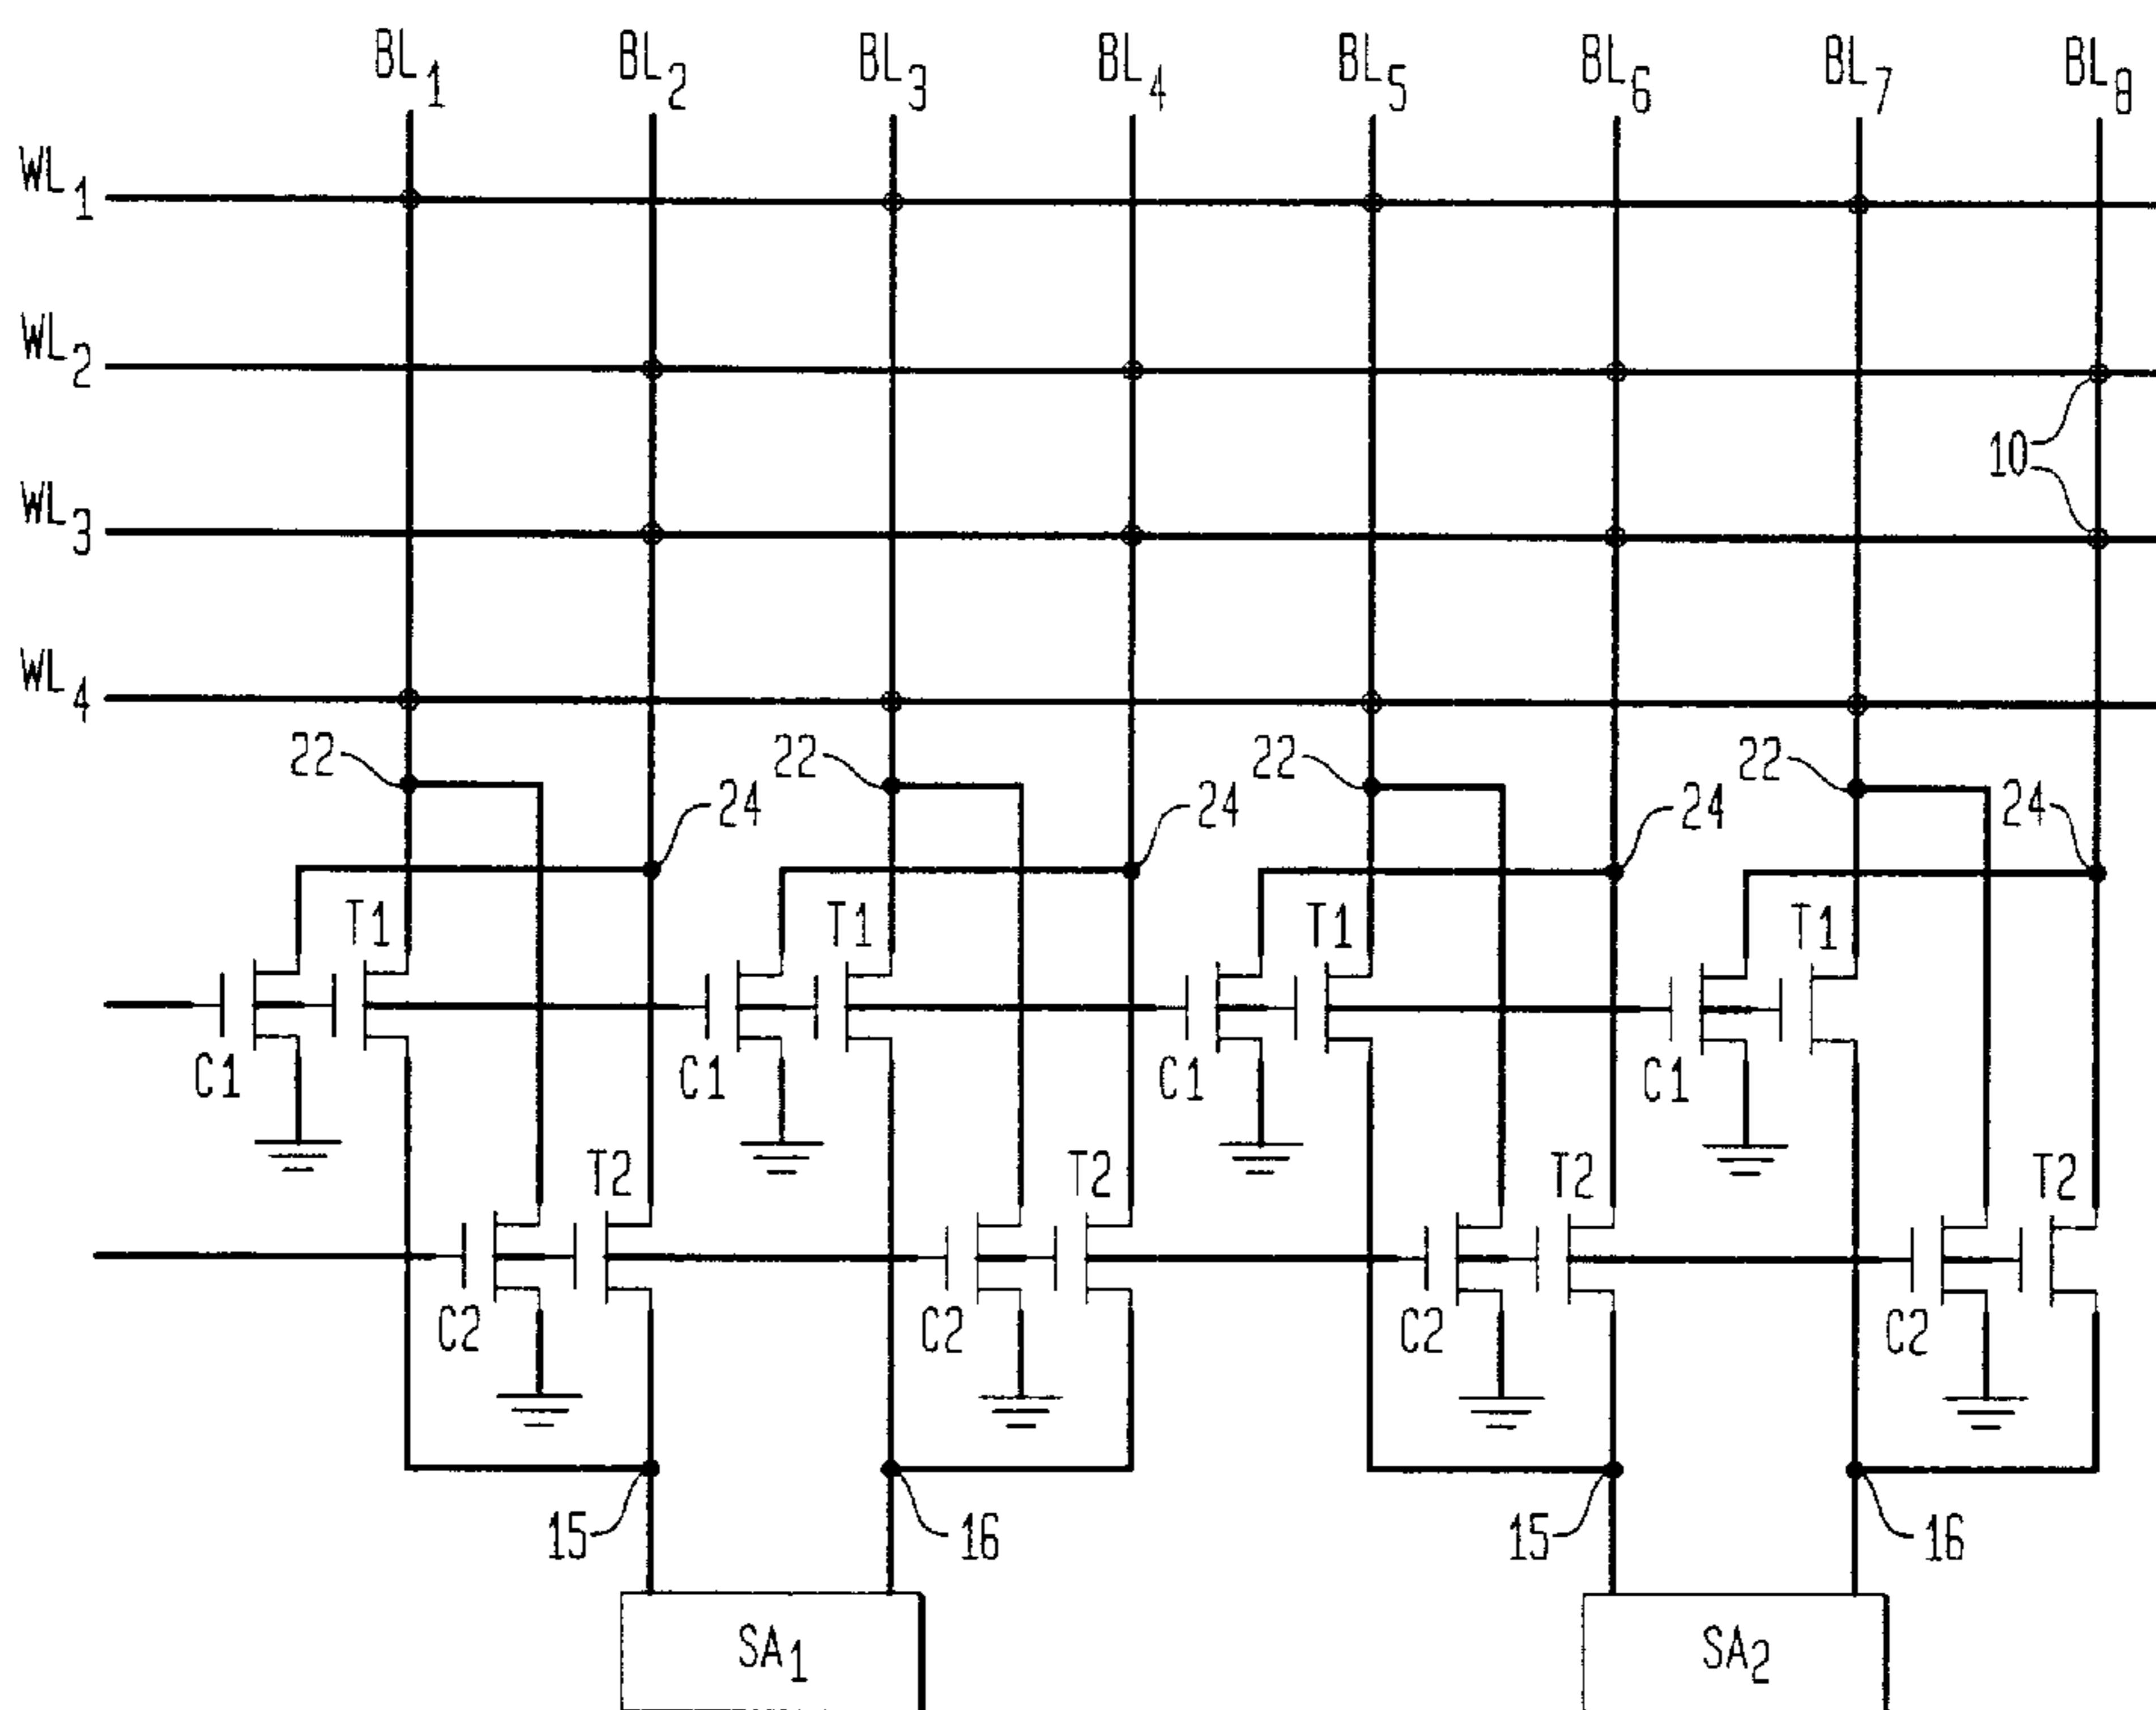 BL1 BL2 BL3 BL4 BL5 BL6 BL7 BL8
WL1
WL2
10
WL3
WL4
22 22 22 22
24 24 24 24
T1 T1 T1 T1
C1 C1 C1 C1
T2 T2 T2 T2
C2 C2 C2 C2
15 16 15 16
SA1 SA2